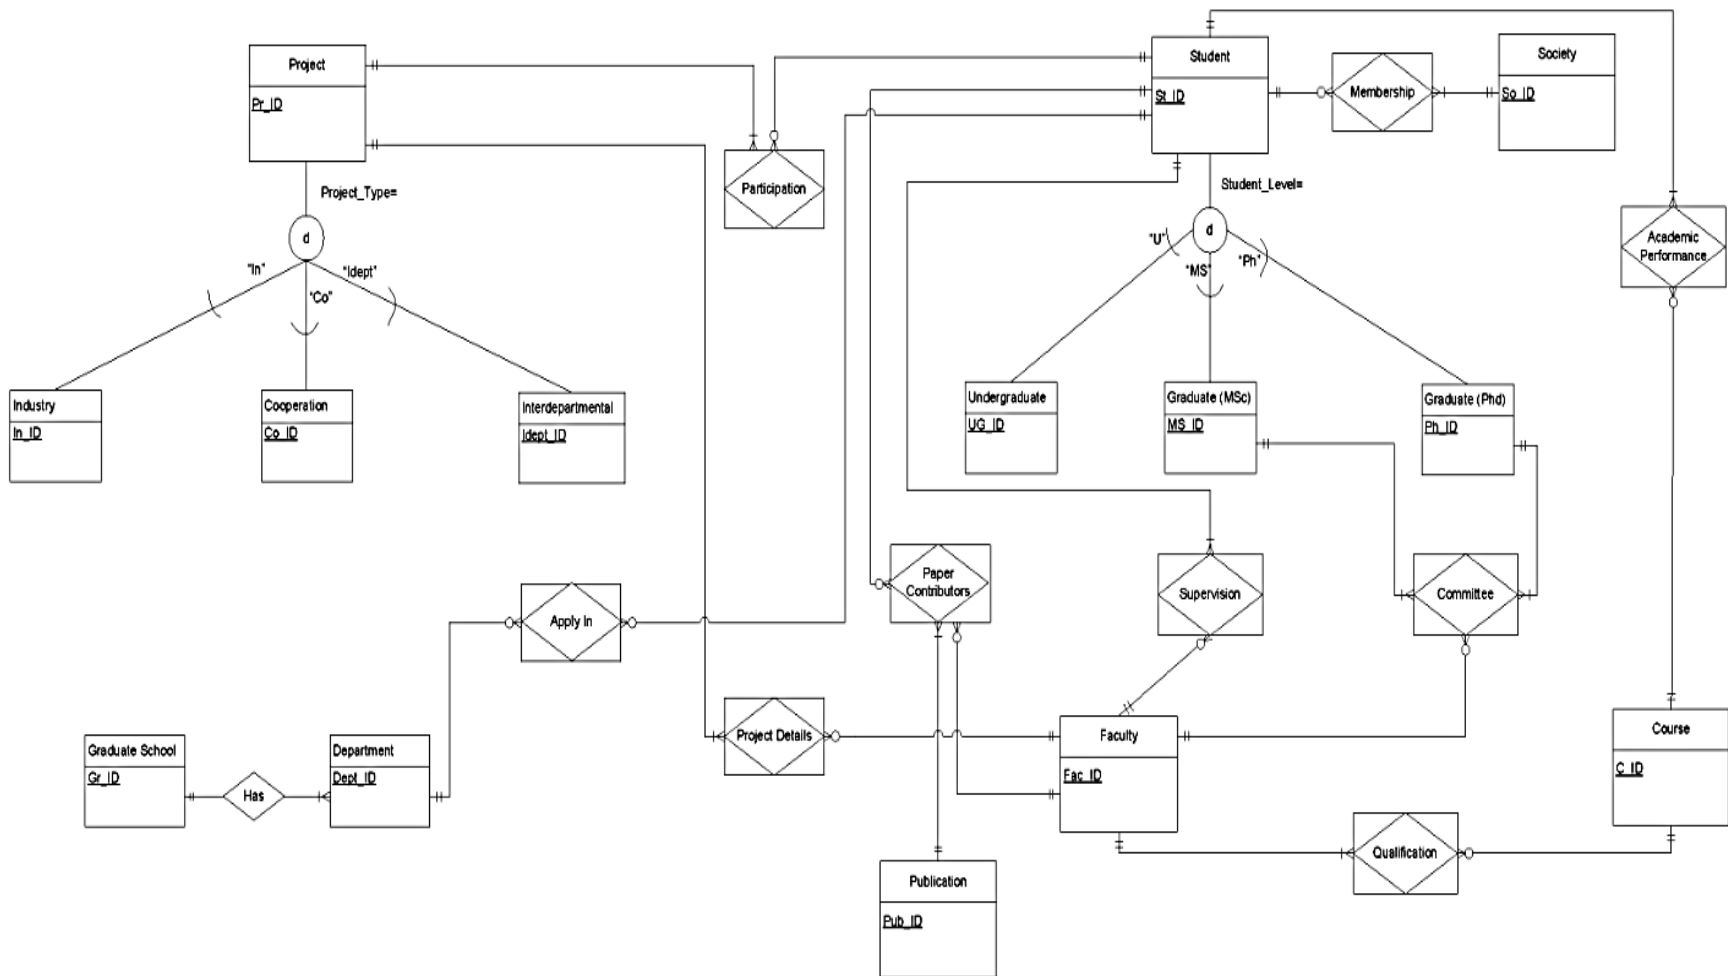 Project
Pr_ID
Student
St_ID
Society
So_ID
Membership
Participation
Project_Type=
d
"In"
"Co"
"Idept"
Student_Level=
d
"U"
"MS"
"Ph"
Academic
Performance
Industry
In_ID
Cooperation
Co_ID
Interdepartmental
Idept_ID
Undergraduate
UG_ID
Graduate (MSc)
MS_ID
Graduate (Phd)
Ph_ID
Paper
Contributors
Supervision
Committee
Apply In
Graduate School
Gr_ID
Has
Department
Dept_ID
Project Details
Faculty
Fac_ID
Course
C_ID
Qualification
Publication
Pub_ID